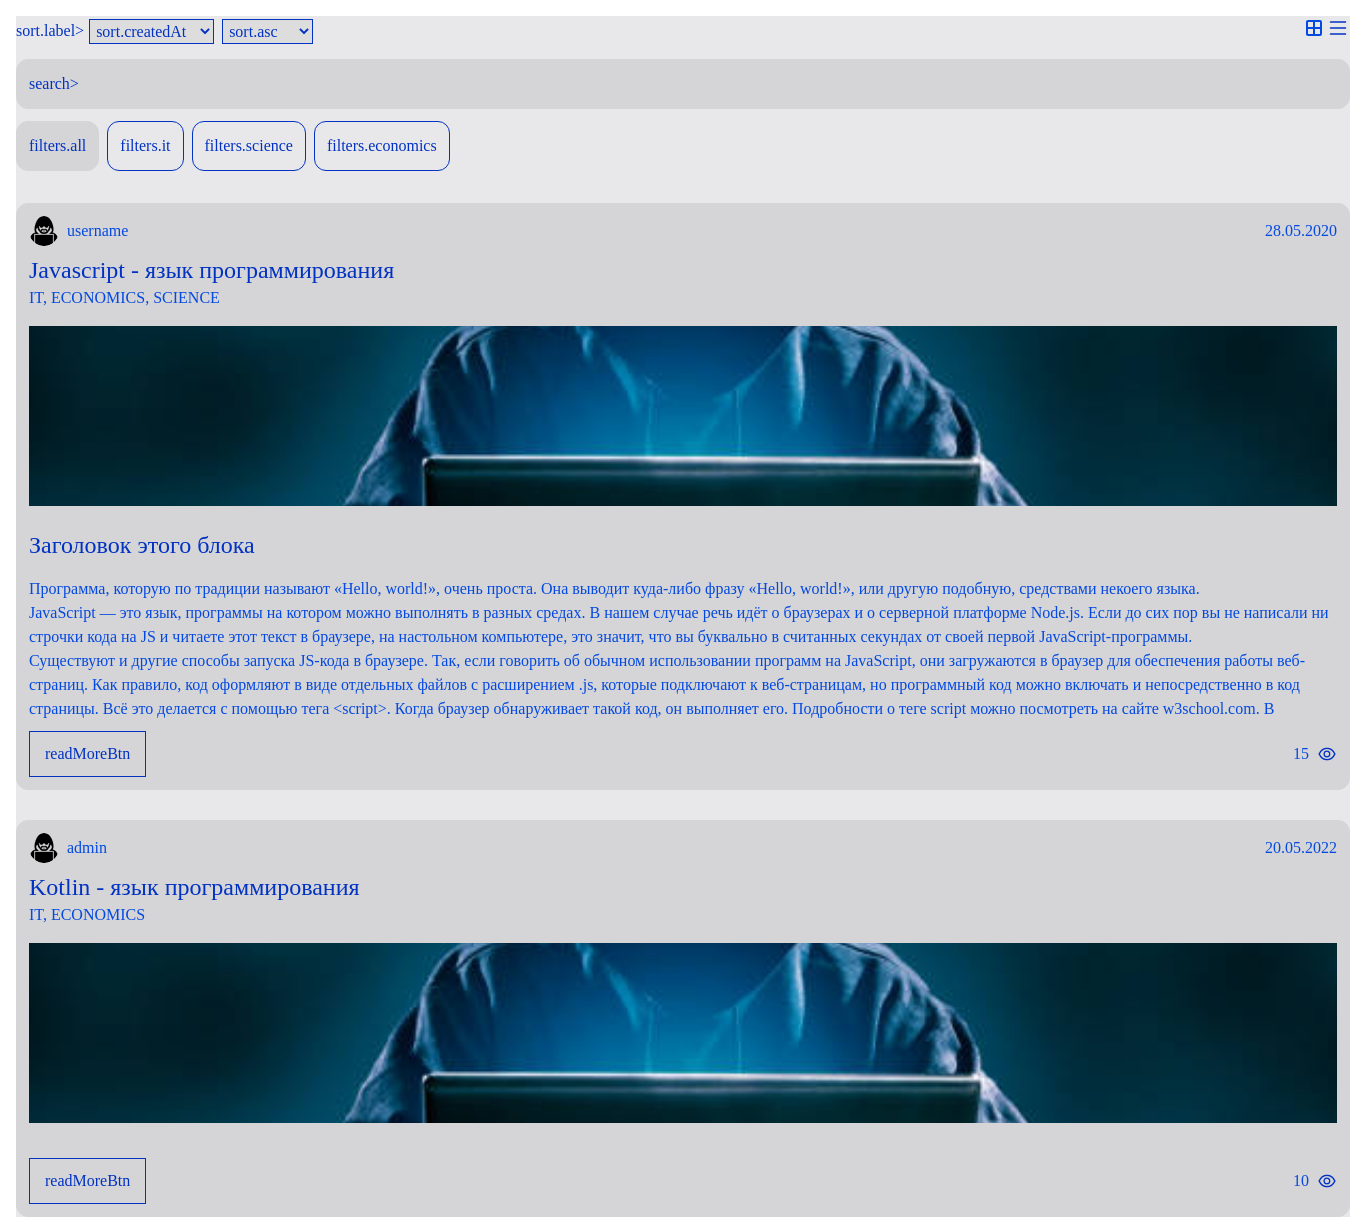 sort.label> sort.createdAt sort.asc
search>
filters.all filters.it filters.science filters.economics
username 28.05.2020
Javascript - язык программирования
IT, ECONOMICS, SCIENCE
Заголовок этого блока
Программа, которую по традиции называют «Hello, world!», очень проста. Она выводит куда-либо фразу «Hello, world!», или другую подобную, средствами некоего языка.
JavaScript — это язык, программы на котором можно выполнять в разных средах. В нашем случае речь идёт о браузерах и о серверной платформе Node.js. Если до сих пор вы не написали ни
строчки кода на JS и читаете этот текст в браузере, на настольном компьютере, это значит, что вы буквально в считанных секундах от своей первой JavaScript-программы.
Существуют и другие способы запуска JS-кода в браузере. Так, если говорить об обычном использовании программ на JavaScript, они загружаются в браузер для обеспечения работы веб-
страниц. Как правило, код оформляют в виде отдельных файлов с расширением .js, которые подключают к веб-страницам, но программный код можно включать и непосредственно в код
страницы. Всё это делается с помощью тега <script>. Когда браузер обнаруживает такой код, он выполняет его. Подробности о теге script можно посмотреть на сайте w3school.com. В
readMoreBtn 15
admin 20.05.2022
Kotlin - язык программирования
IT, ECONOMICS
readMoreBtn 10